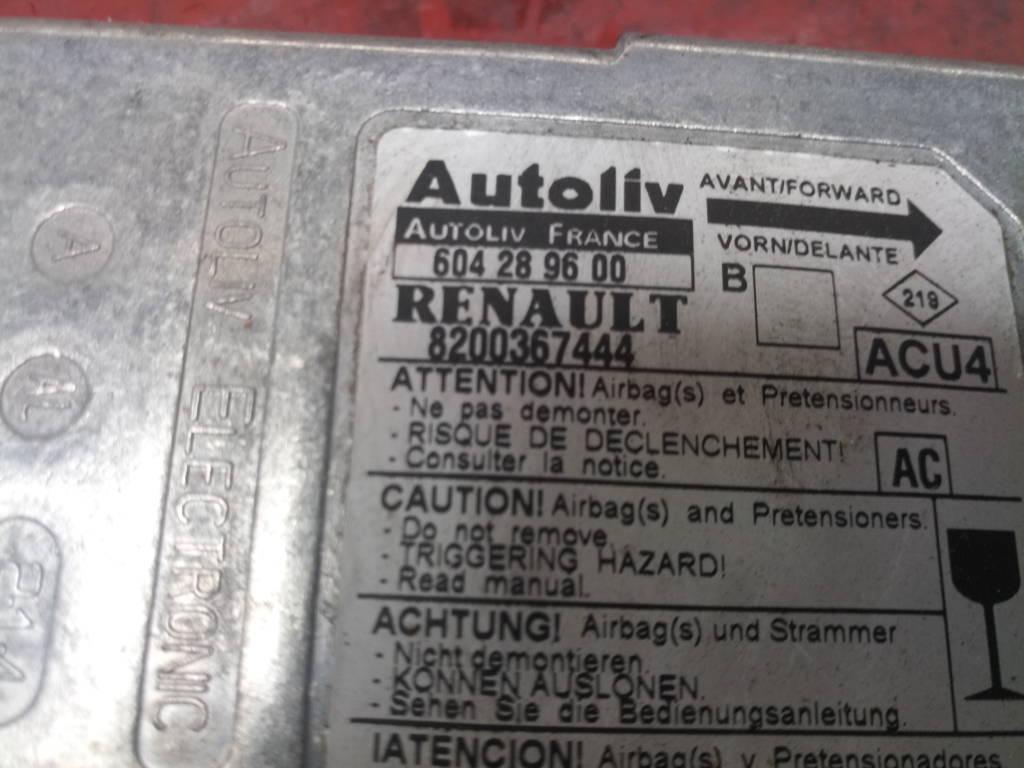 AUTOLIV ELECTRONIC
A
AL
214
Autoliv
AUTOLIV FRANCE
604 28 96 00
RENAULT
8200367444
AVANT/FORWARD
VORN/DELANTE
B
219
ACU4
ATTENTION! Airbag(s) et Pretensionneurs.
- Ne pas demonter.
- RISQUE DE DECLENCHEMENT!
- Consulter la notice.
AC
CAUTION! Airbag(s) and Pretensioners.
- Do not remove.
- TRIGGERING HAZARD!
- Read manual.
ACHTUNG! Airbag(s) und Strammer
- Nicht demontieren.
- KONNEN AUSLONEN.
- Sehen Sie die Bedienungsanleitung.
!ATENCION! Airbag(s) y Pretensionadores